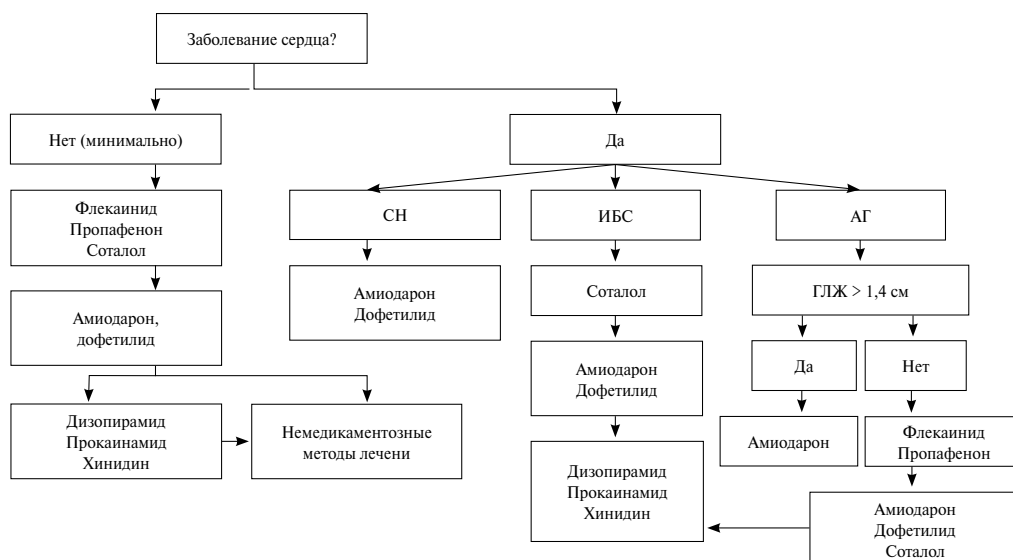 Заболевание сердца?
Нет (минимально)
Да
Флекаинид
Пропафенон
Соталол
СН
ИБС
АГ
Амиодарон
Дофетилид
Соталол
ГЛЖ > 1,4 см
Амиодарон,
дофетилид
Да
Нет
Амиодарон
Дофетилид
Дизопирамид
Прокаинамид
Хинидин
Немедикаментозные
методы лечени
Амиодарон
Флекаинид
Пропафенон
Дизопирамид
Прокаинамид
Хинидин
Амиодарон
Дофетилид
Соталол